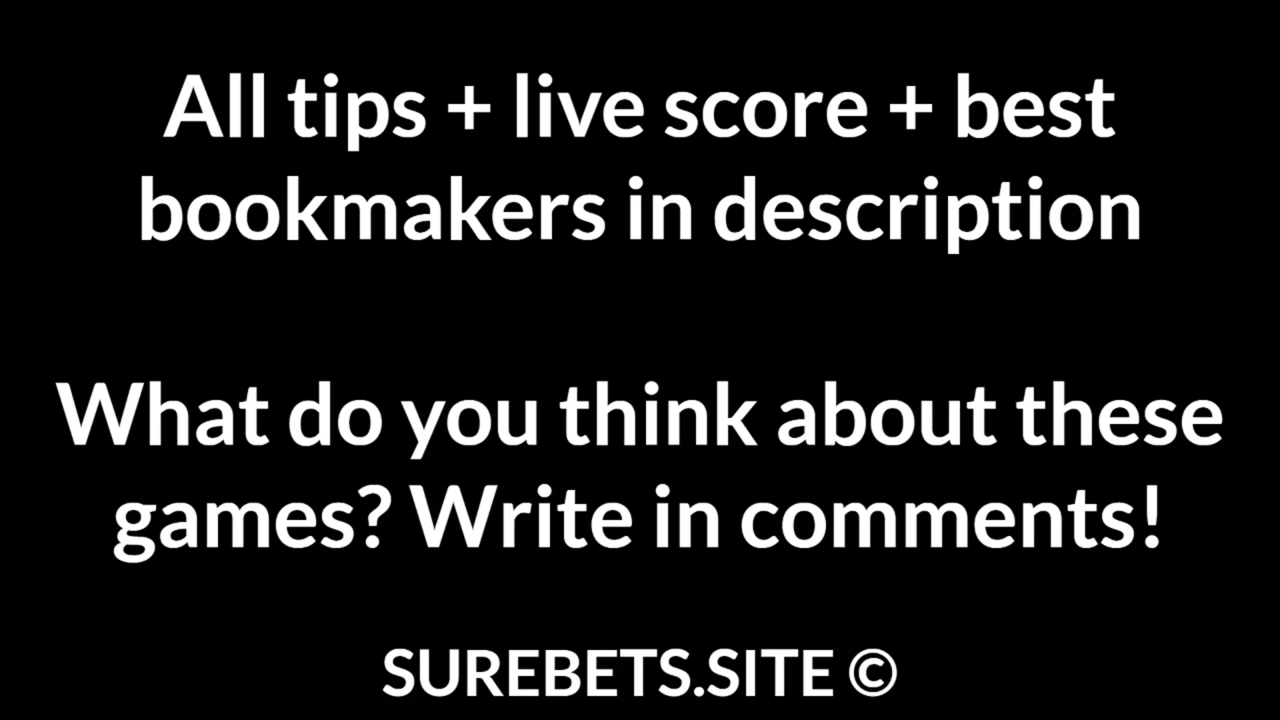 All tips + live score + best
bookmakers in description
What do you think about these
games? Write in comments!
SUREBETS.SITE ©